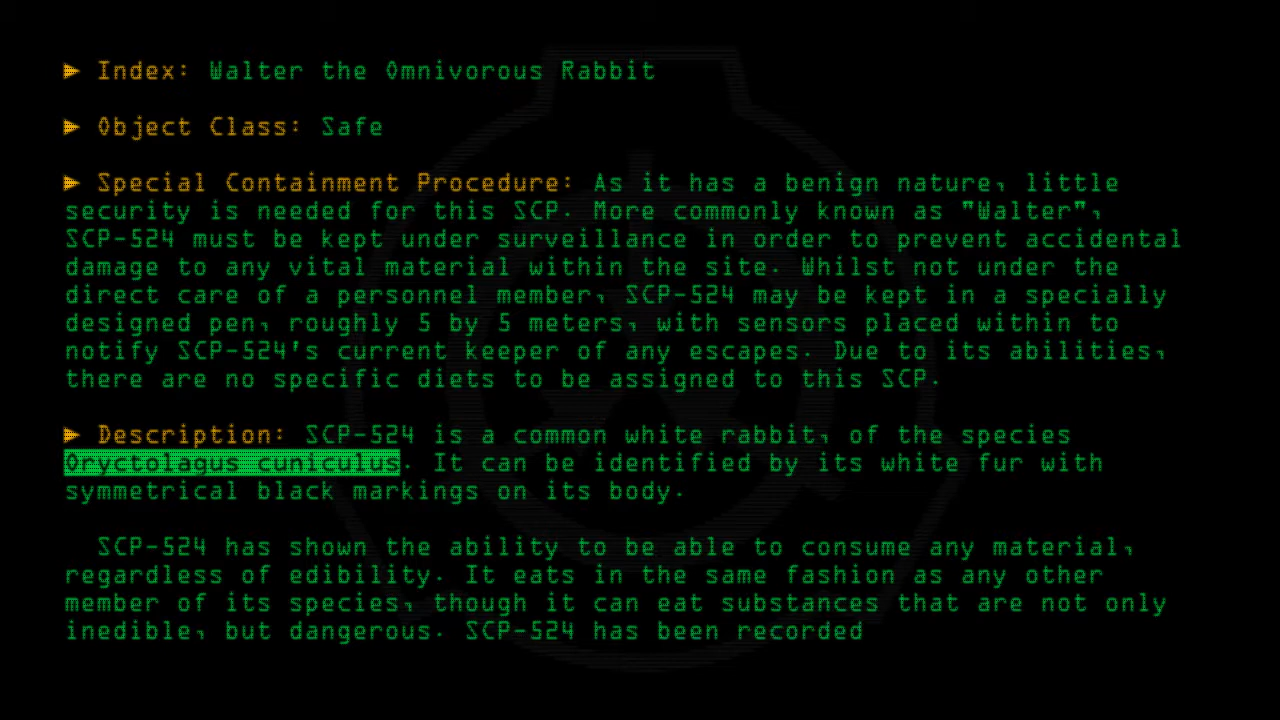 ► Index: Walter the Omnivorous Rabbit
► Object Class: Safe
► Special Containment Procedure: As it has a benign nature, little
security is needed for this SCP. More commonly known as "Walter",
SCP-524 must be kept under surveillance in order to prevent accidental
damage to any vital material within the site. Whilst not under the
direct care of a personnel member, SCP-524 may be kept in a specially
designed pen, roughly 5 by 5 meters, with sensors placed within to
notify SCP-524's current keeper of any escapes. Due to its abilities,
there are no specific diets to be assigned to this SCP.
► Description: SCP-524 is a common white rabbit, of the species
Oryctolagus cuniculus. It can be identified by its white fur with
symmetrical black markings on its body.
SCP-524 has shown the ability to be able to consume any material,
regardless of edibility. It eats in the same fashion as any other
member of its species, though it can eat substances that are not only
inedible, but dangerous. SCP-524 has been recorded